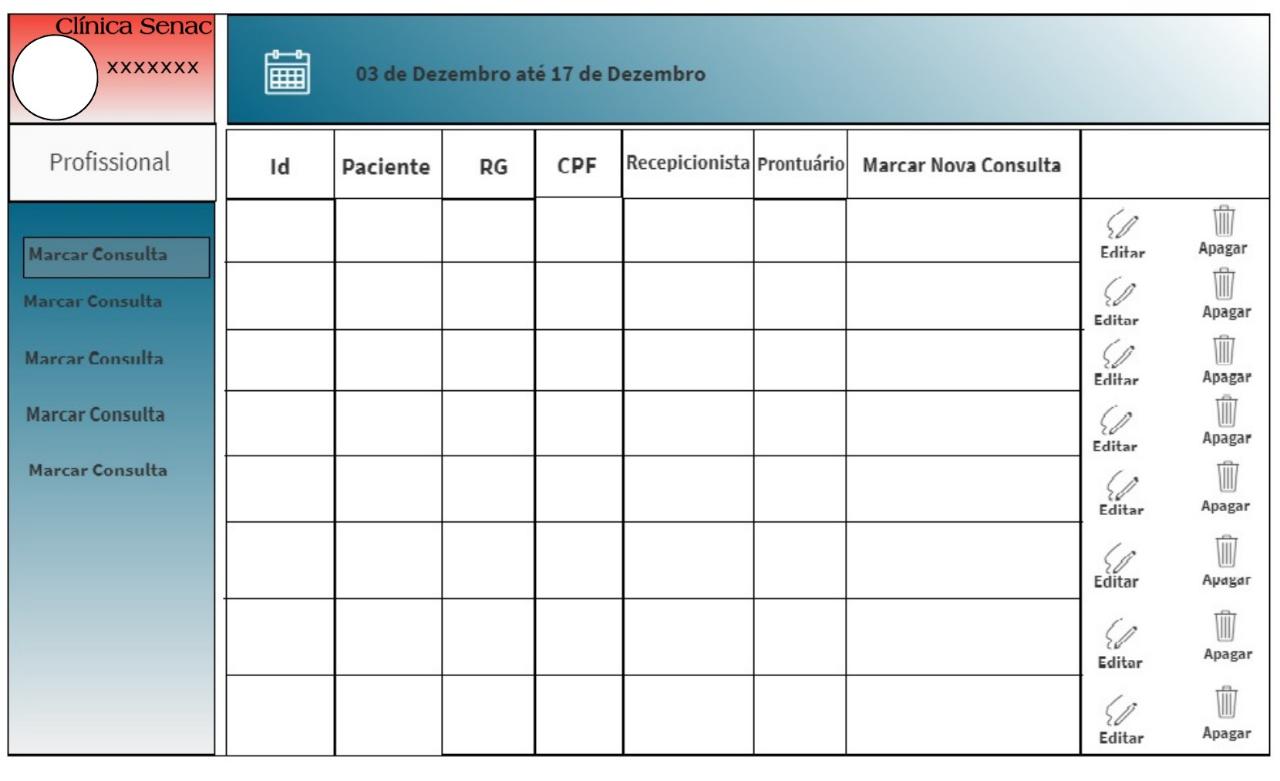 Clínica Senac
xxxxxxx
03 de Dezembro até 17 de Dezembro
Profissional
Id Paciente RG CPF Recepicionista Prontuário Marcar Nova Consulta
Marcar Consulta
Marcar Consulta
Marcar Consulta
Marcar Consulta
Marcar Consulta
Editar Apagar
Editar Apagar
Editar Apagar
Editar Apagar
Editar Apagar
Editar Apagar
Editar Apagar
Editar Apagar